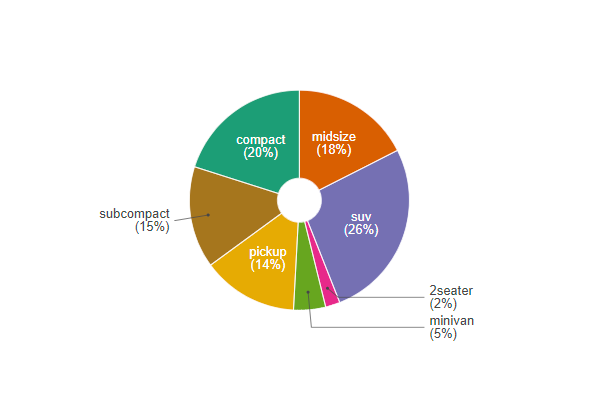 compact
(20%)
midsize
(18%)
subcompact
(15%)
suv
(26%)
pickup
(14%)
2seater
(2%)
minivan
(5%)